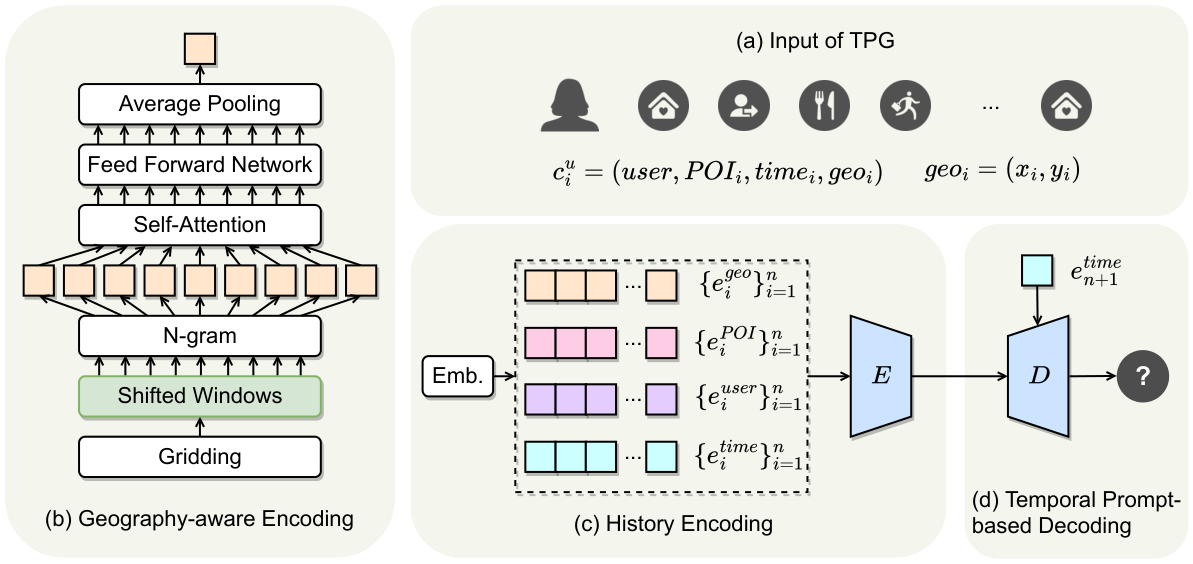 (a) Input of TPG
...
$c_i^u = (user, POI_i, time_i, geo_i)$
$geo_i = (x_i, y_i)$
Average Pooling
Feed Forward Network
Self-Attention
N-gram
Shifted Windows
Gridding
(b) Geography-aware Encoding
Emb.
... $\{e_i^{geo}\}_{i=1}^n$
... $\{e_i^{POI}\}_{i=1}^n$
... $\{e_i^{user}\}_{i=1}^n$
... $\{e_i^{time}\}_{i=1}^n$
E
(c) History Encoding
$e_{n+1}^{time}$
D
?
(d) Temporal Prompt-
based Decoding